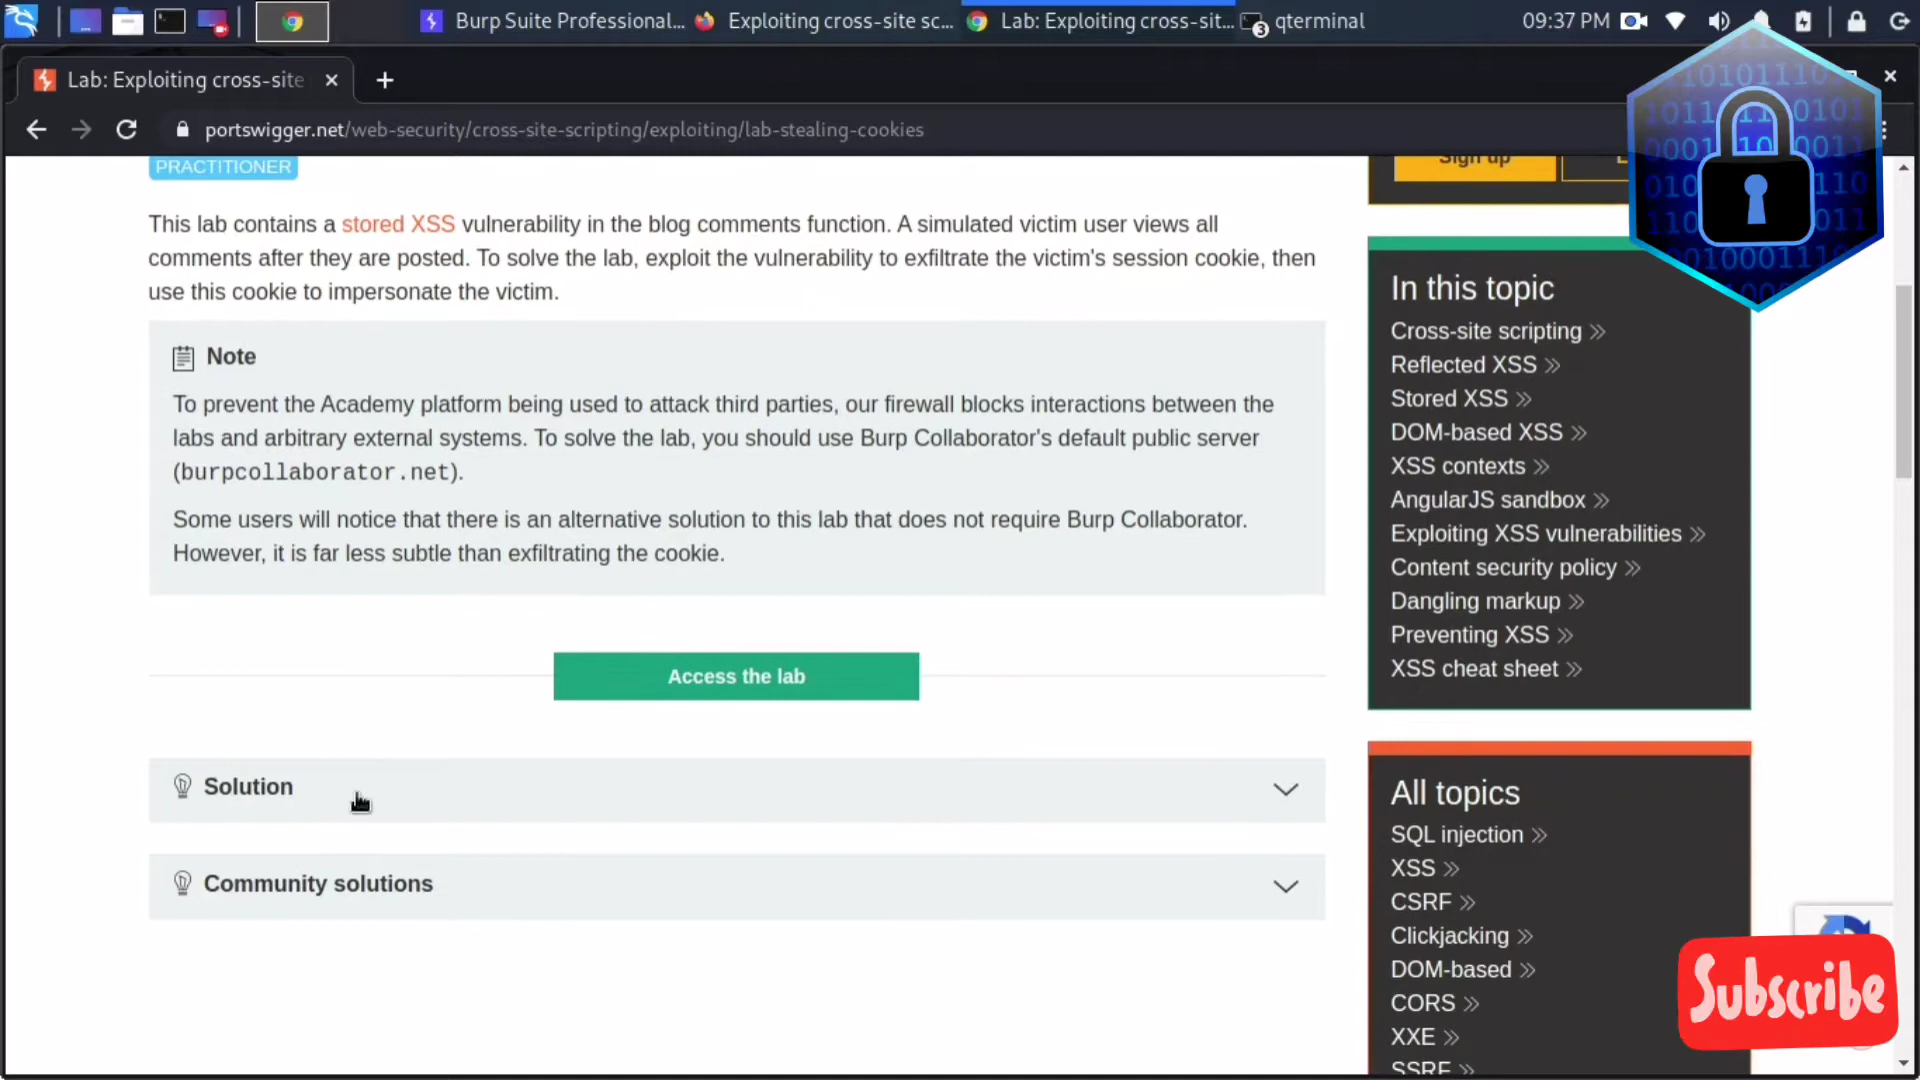 Burp Suite Professional...
Exploiting cross-site sc...
Lab: Exploiting cross-sit...
3
qterminal
09:37 PM
Lab: Exploiting cross-site
portswigger.net/web-security/cross-site-scripting/exploiting/lab-stealing-cookies
PRACTITIONER
This lab contains a stored XSS vulnerability in the blog comments function. A simulated victim user views all
comments after they are posted. To solve the lab, exploit the vulnerability to exfiltrate the victim's session cookie, then
use this cookie to impersonate the victim.
Note
To prevent the Academy platform being used to attack third parties, our firewall blocks interactions between the
labs and arbitrary external systems. To solve the lab, you should use Burp Collaborator's default public server
(burpcollaborator.net).
Some users will notice that there is an alternative solution to this lab that does not require Burp Collaborator.
However, it is far less subtle than exfiltrating the cookie.
Access the lab
Solution
Community solutions
Sign up
In this topic
Cross-site scripting
Reflected XSS
Stored XSS
DOM-based XSS
XSS contexts
AngularJS sandbox
Exploiting XSS vulnerabilities
Content security policy
Dangling markup
Preventing XSS
XSS cheat sheet
All topics
SQL injection
XSS
CSRF
Clickjacking
DOM-based
CORS
XXE
SSRF
Subscribe